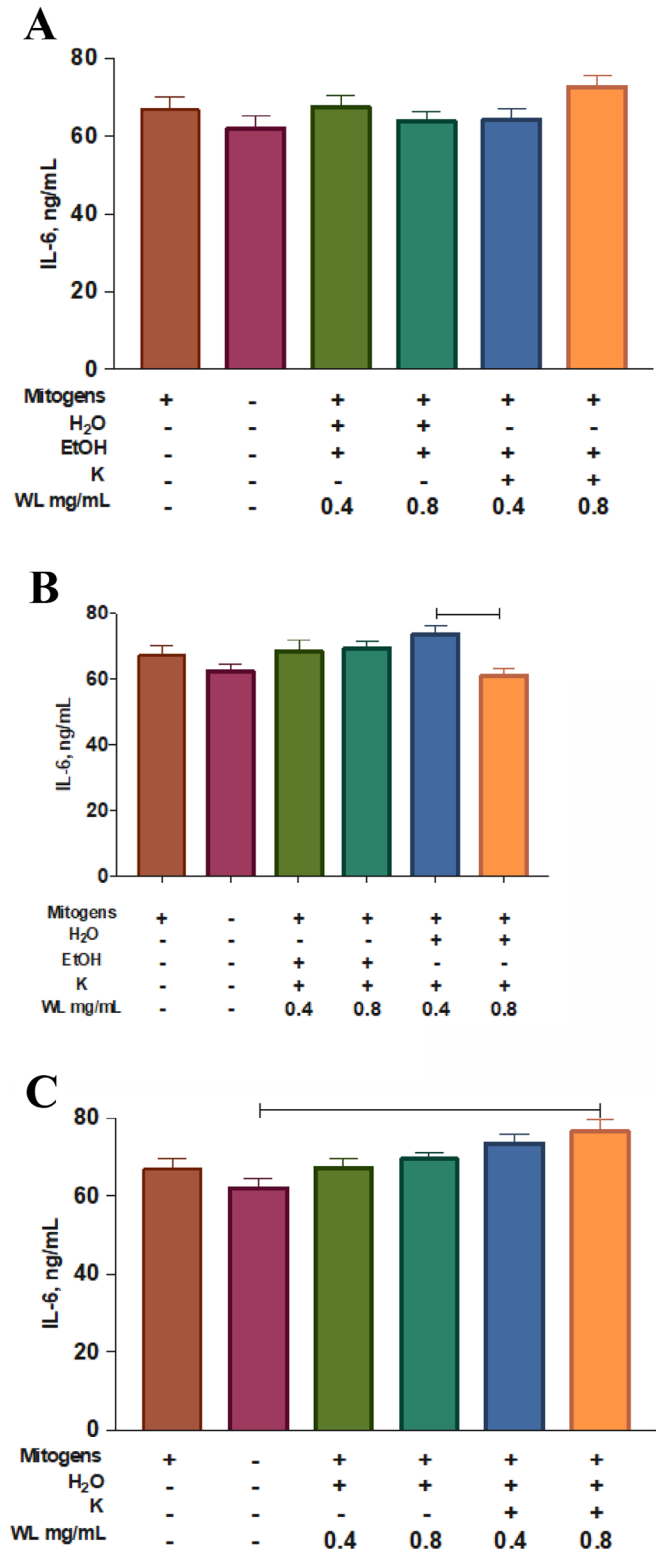 A
80
60
40
20
0
IL-6, ng/mL
Mitogens + - + + + +
H₂O - - + + - -
EtOH - - + + + +
K - - - - + +
WL mg/mL - - 0.4 0.8 0.4 0.8
B
80
60
40
20
0
IL-6, ng/mL
Mitogens + - + + + +
H₂O - - - - + +
EtOH - - + + - -
K - - + + + +
WL mg/mL - - 0.4 0.8 0.4 0.8
C
80
60
40
20
0
IL-6, ng/mL
Mitogens + - + + + +
H₂O - - + + + +
K - - - - + +
WL mg/mL - - 0.4 0.8 0.4 0.8